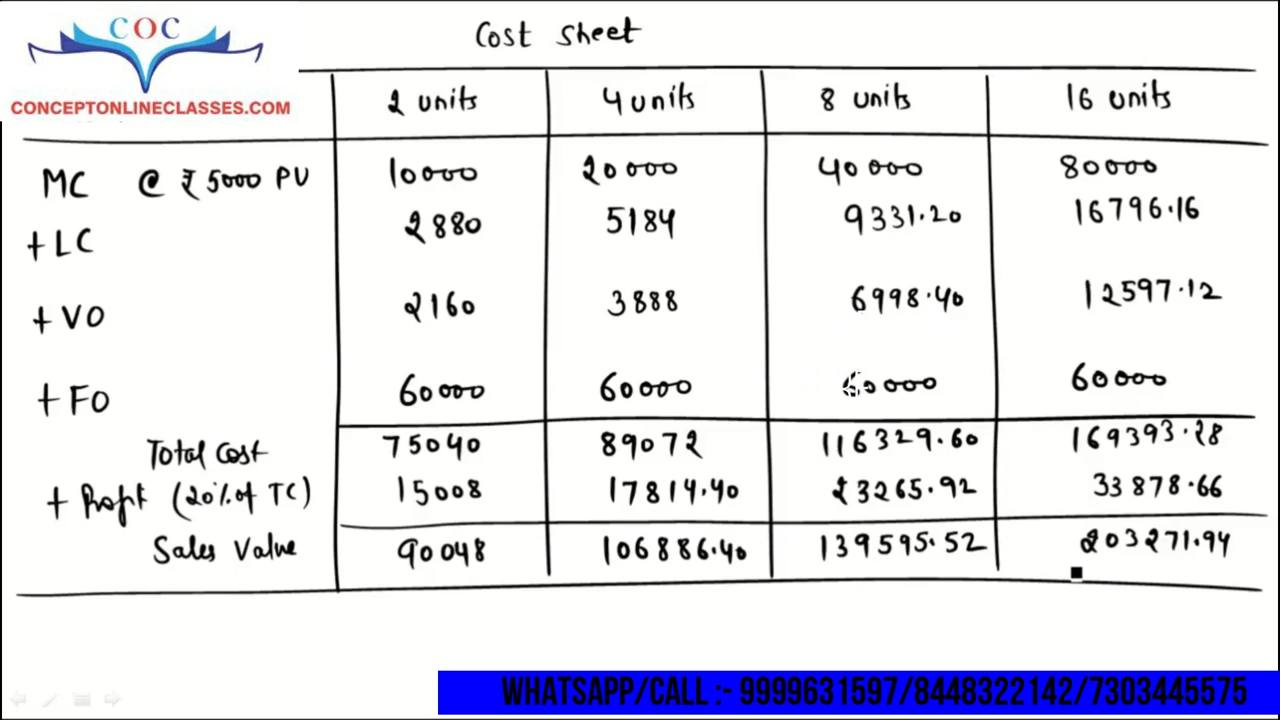 COC
CONCEPTONLINECLASSES.COM
Cost Sheet
2 units 4 units 8 units 16 units
MC @ ₹ 5000 PU 10000 20000 40000 80000
+ LC 2880 5184 9331.20 16796.16
+ VO 2160 3888 6998.40 12597.12
+ FO 60000 60000 60000 60000
Total Cost 75040 89072 116329.60 169393.28
+ Profit (20% of TC) 15008 17814.40 23265.92 33878.66
Sales Value 90048 106886.40 139595.52 203271.94
WHATSAPP/CALL :- 9999631597/8448322142/7303445575